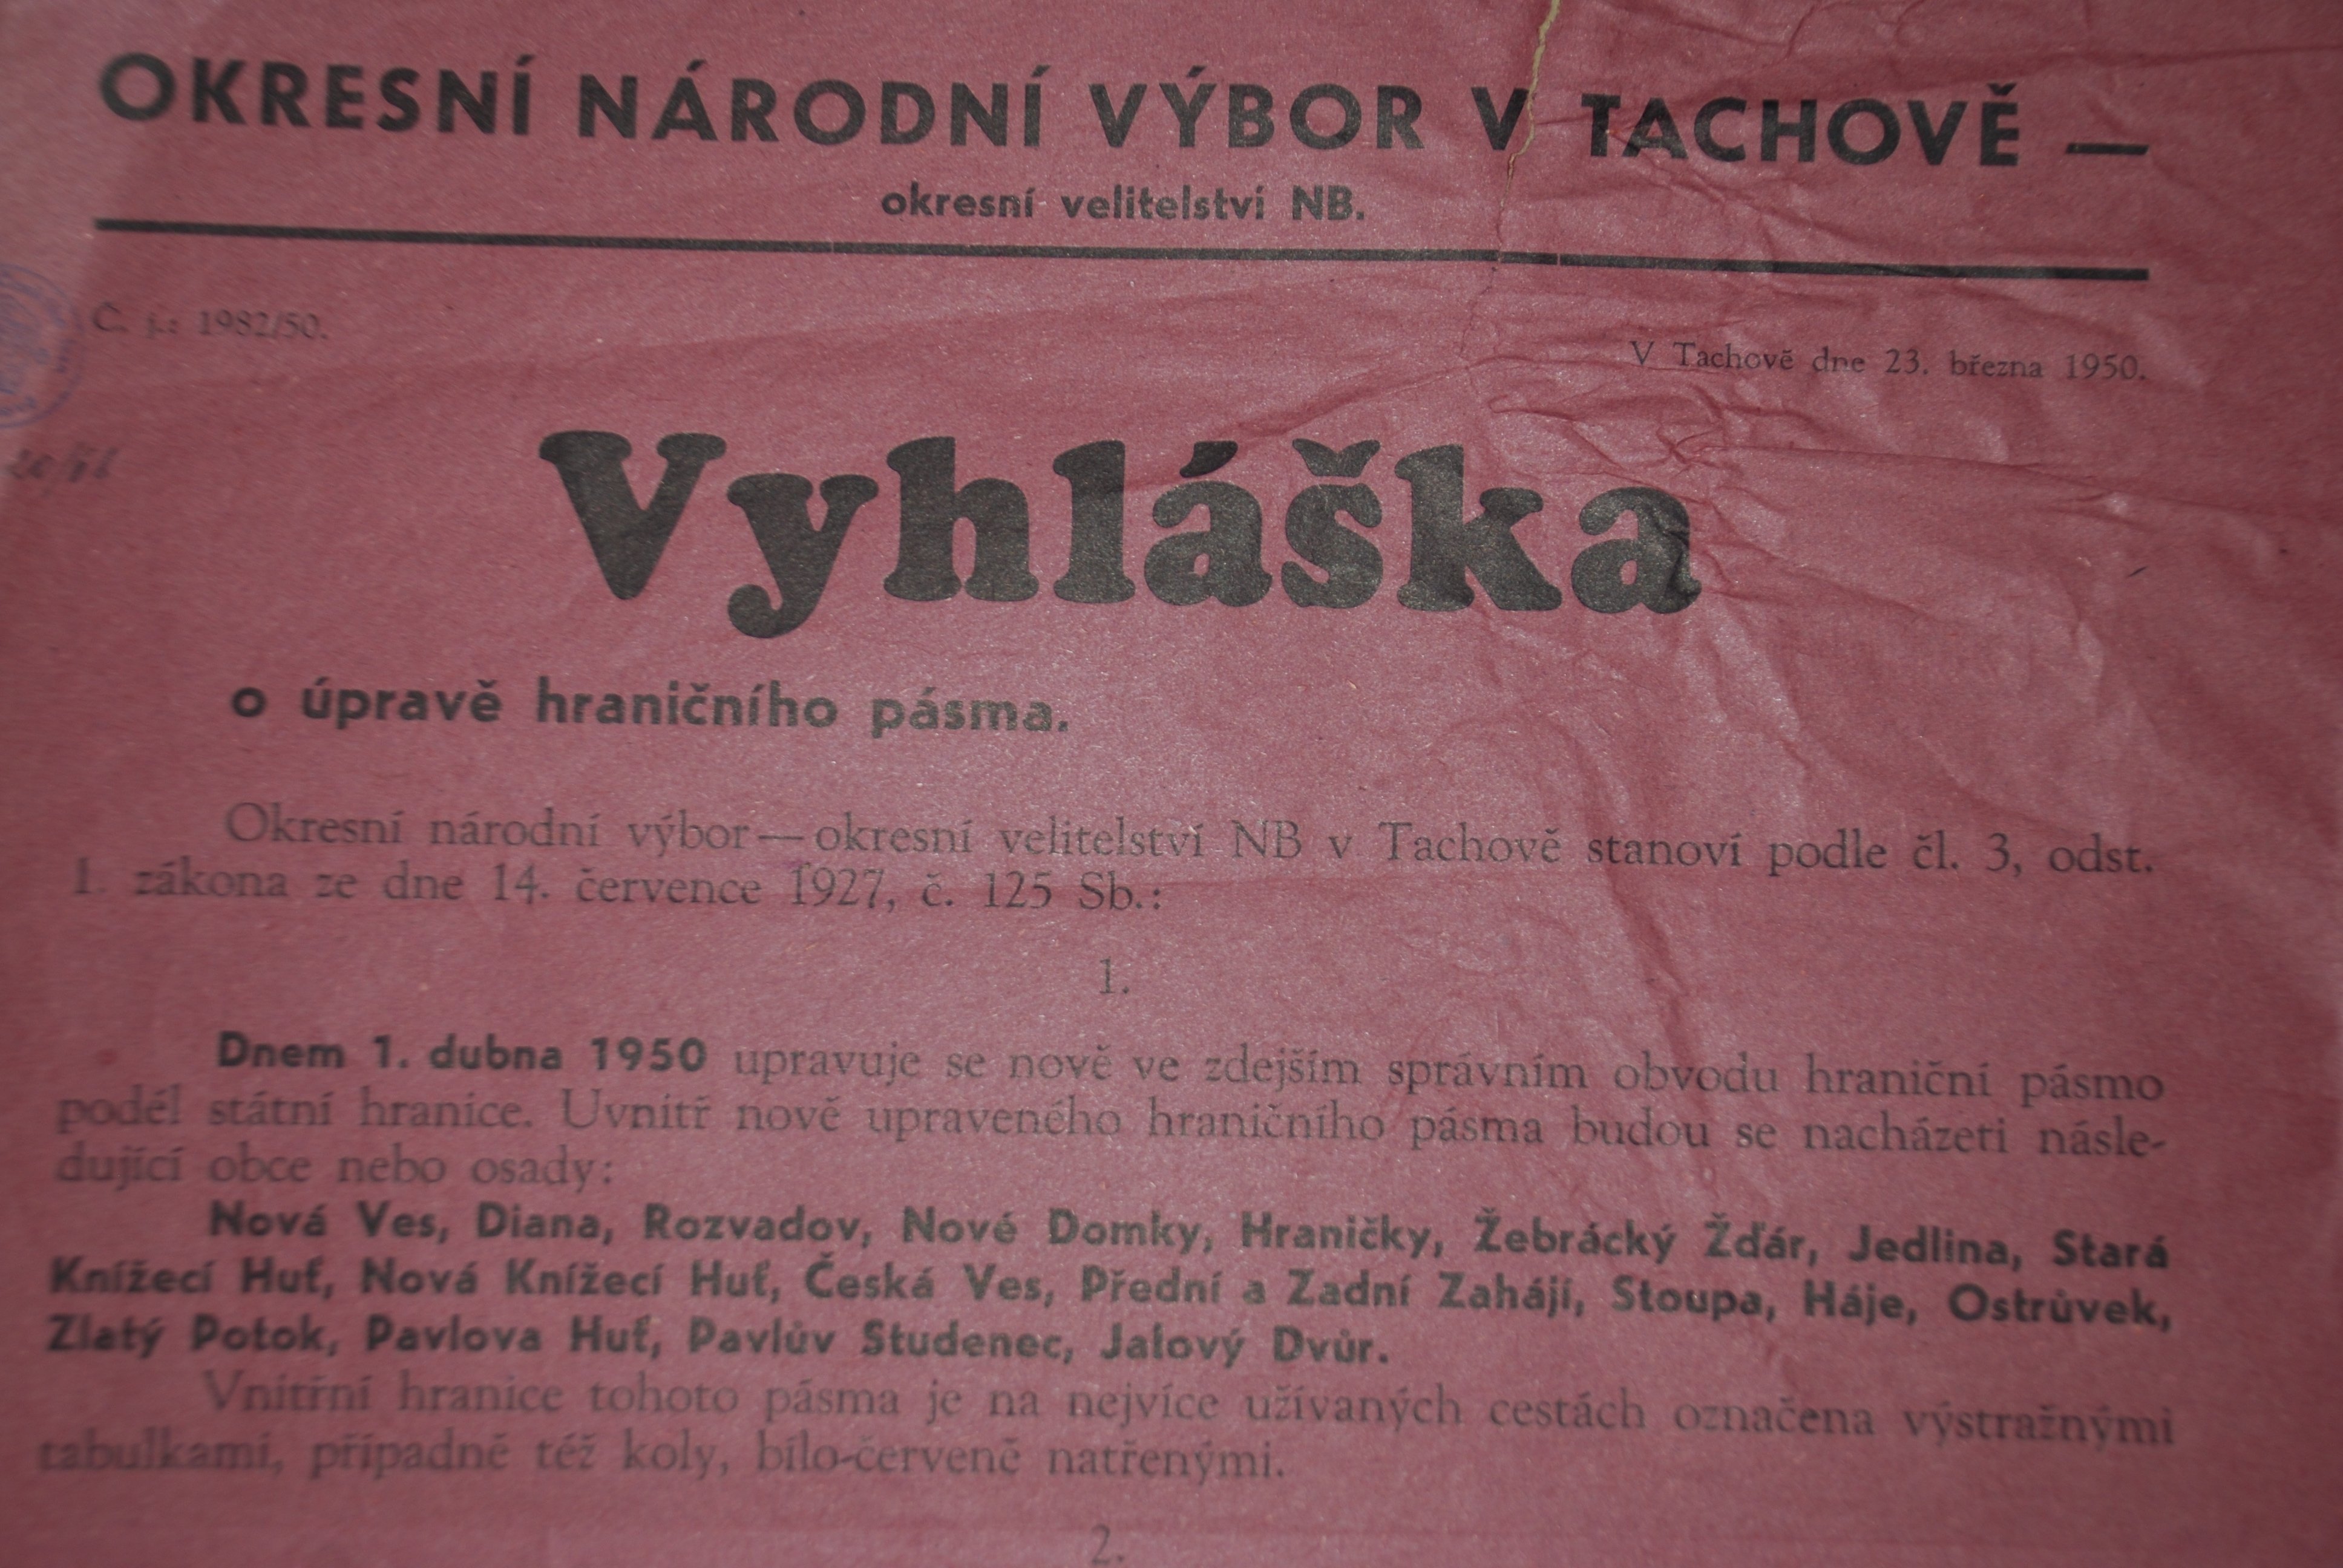 OKRESNÍ NÁRODNÍ VÝBOR V TACHOVĚ —
okresní velitelství NB.
Č. j.: 1982/50.
V Tachově dne 23. března 1950.
Vyhláška
o úpravě hraničního pásma.
Okresní národní výbor — okresní velitelství NB v Tachově stanoví podle čl. 3, odst.
1. zákona ze dne 14. července 1927, č. 125 Sb.:
1.
Dnem 1. dubna 1950 upravuje se nově ve zdejším správním obvodu hraniční pásmo
podél státní hranice. Uvnitř nově upraveného hraničního pásma budou se nacházeti násle-
dující obce nebo osady:
Nová Ves, Diana, Rozvadov, Nové Domky, Hraničky, Žebrácký Žďár, Jedlina, Stará
Knížecí Huť, Nová Knížecí Huť, Česká Ves, Přední a Zadní Zahájí, Stoupa, Háje, Ostrůvek,
Zlatý Potok, Pavlova Huť, Pavlův Studenec, Jalový Dvůr.
Vnitřní hranice tohoto pásma je na nejvíce užívaných cestách označena výstražnými
tabulkami, případně též koly, bílo-červeně natřenými.
2.